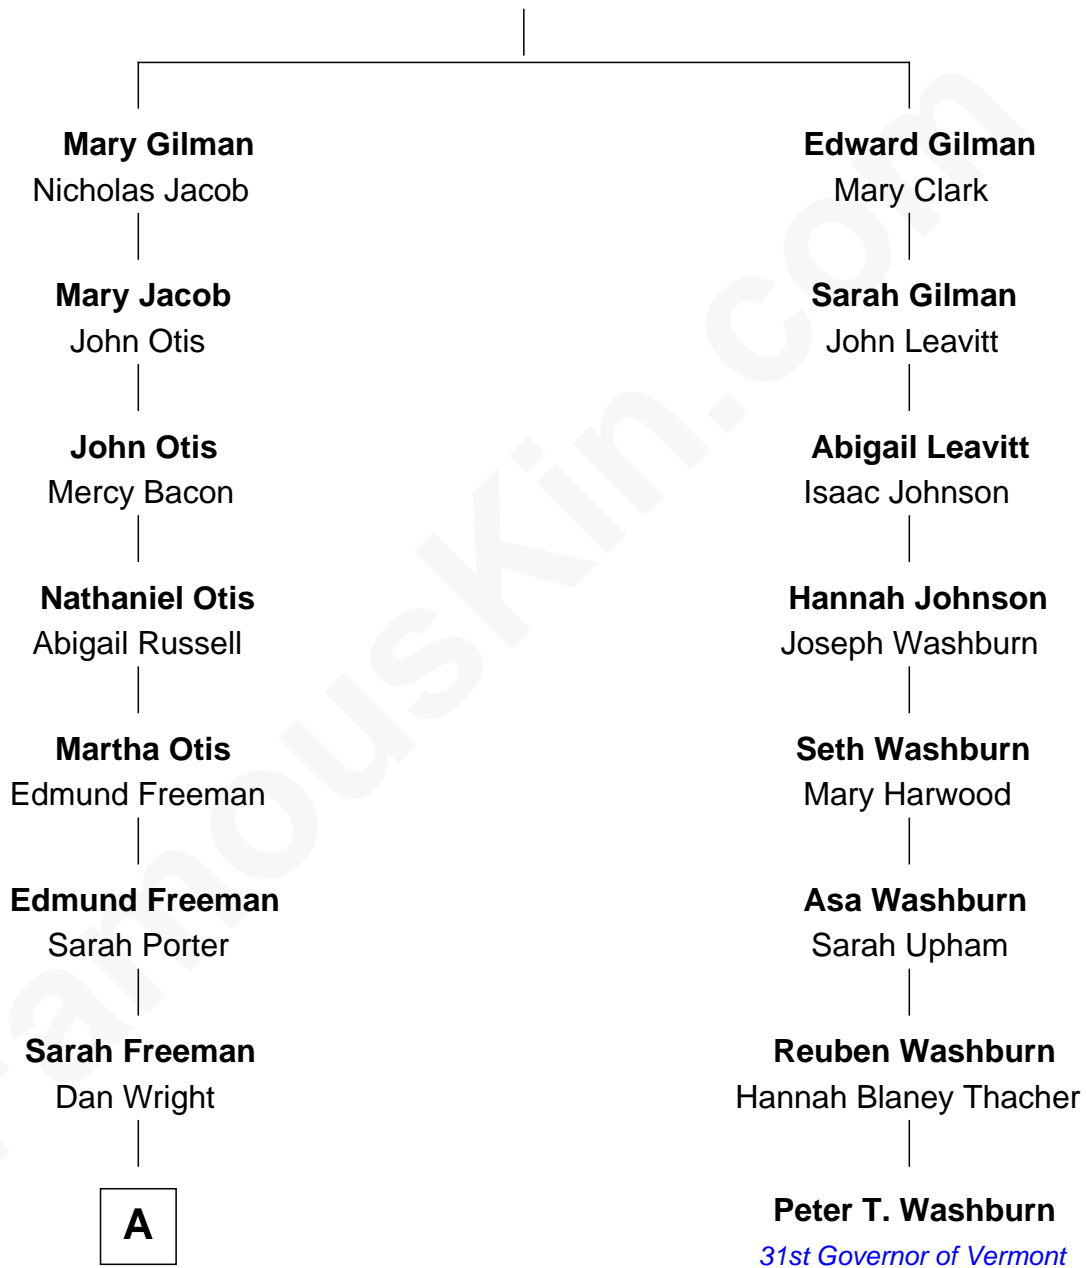 Mary Gilman
Nicholas Jacob
Mary Jacob
John Otis
John Otis
Mercy Bacon
Nathaniel Otis
Abigail Russell
Martha Otis
Edmund Freeman
Edmund Freeman
Sarah Porter
Sarah Freeman
Dan Wright
A
Edward Gilman
Mary Clark
Sarah Gilman
John Leavitt
Abigail Leavitt
Isaac Johnson
Hannah Johnson
Joseph Washburn
Seth Washburn
Mary Harwood
Asa Washburn
Sarah Upham
Reuben Washburn
Hannah Blaney Thacher
Peter T. Washburn
31st Governor of Vermont
FamousKin.com